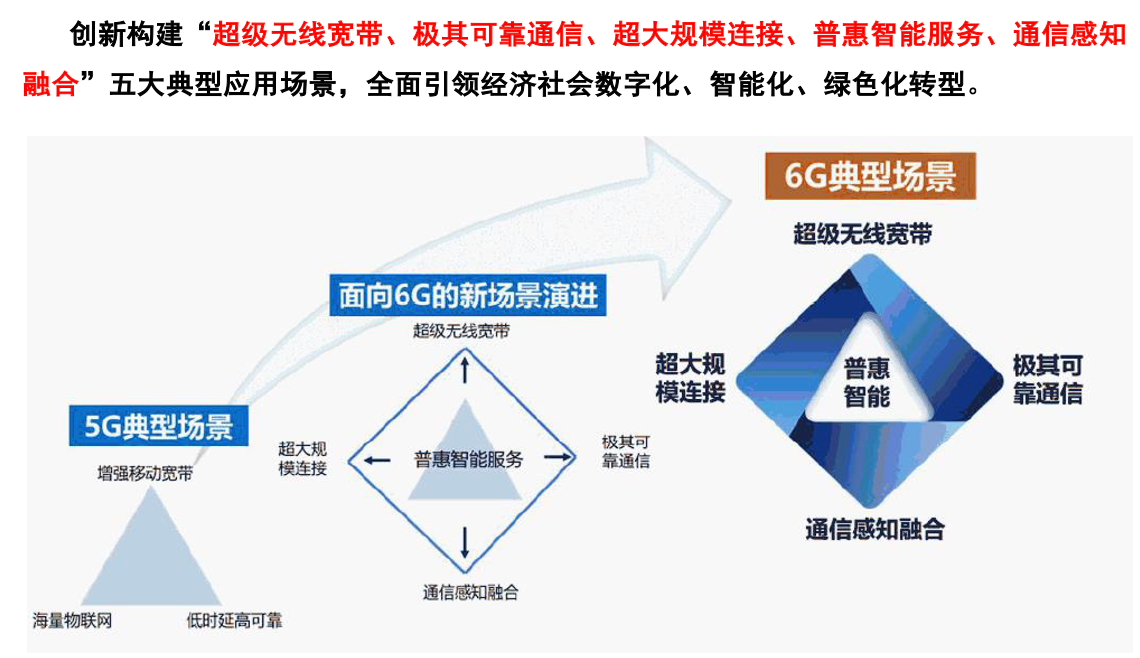 创新构建“超级无线宽带、极其可靠通信、超大规模连接、普惠智能服务、通信感知
融合”五大典型应用场景，全面引领经济社会数字化、智能化、绿色化转型。
6G典型场景
超级无线宽带
超大规
模连接
普惠
智能
极其可
靠通信
通信感知融合
面向6G的新场景演进
超级无线宽带
超大规
模连接
普惠智能服务
极其可
靠通信
通信感知融合
5G典型场景
增强移动宽带
海量物联网
低时延高可靠